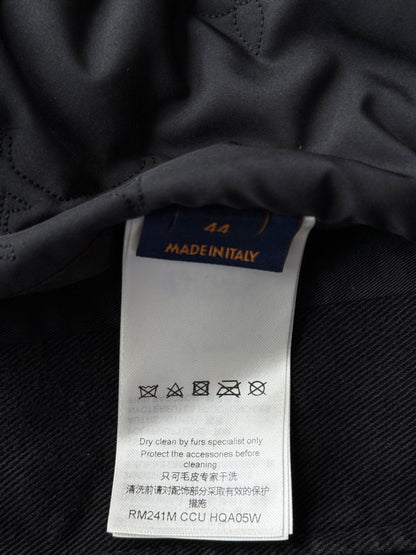 44
MADE IN ITALY
Dry clean by furs specialist only
Protect the accessories before
cleaning
只可毛皮专家干洗
清洗前请对配饰部分采取有效的保护
措施
RM241M CCU HQA05W